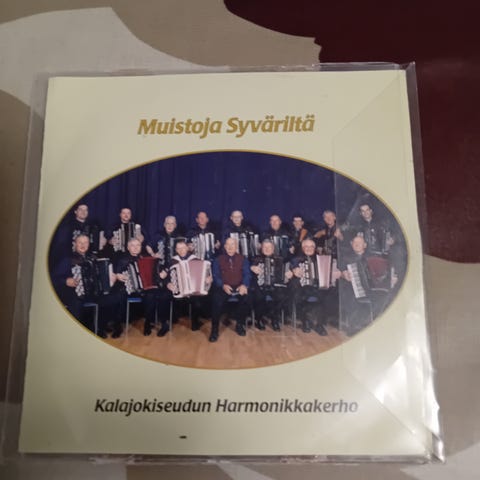 Muistoja Syväriltä
Kalajokiseudun Harmonikkakerho